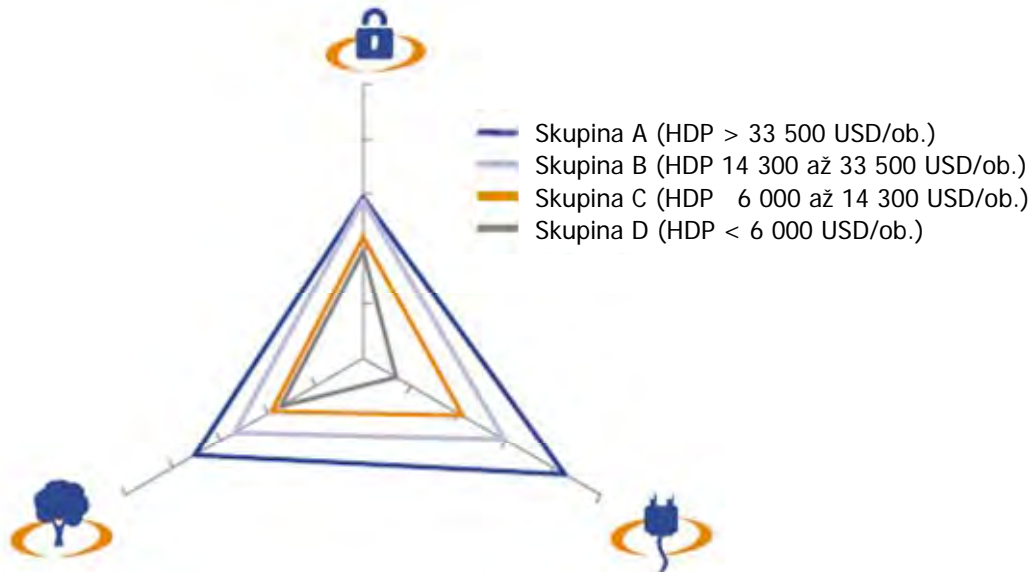 Skupina A (HDP > 33 500 USD/ob.)
Skupina B (HDP 14 300 až 33 500 USD/ob.)
Skupina C (HDP   6 000 až 14 300 USD/ob.)
Skupina D (HDP < 6 000 USD/ob.)